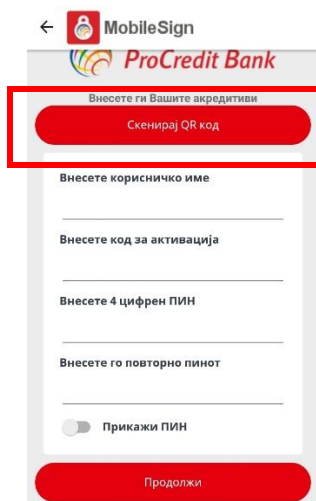 MobileSign
ProCredit Bank
Внесете ги Вашите акредитиви
Скенирај QR код
Внесете корисничко име
Внесете код за активација
Внесете 4 цифрен ПИН
Внесете го повторно пинот
Прикажи ПИН
Продолжи